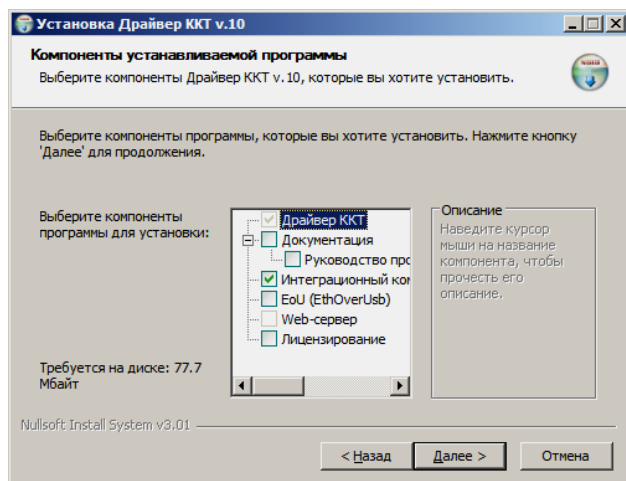 Установка Драйвер ККТ v.10
Компоненты устанавливаемой программы
Выберите компоненты Драйвер ККТ v.10, которые вы хотите установить.
Выберите компоненты программы, которые вы хотите установить. Нажмите кнопку
'Далее' для продолжения.
Выберите компоненты
программы для установки:
Драйвер ККТ
Документация
Руководство прс
Интеграционный кон
EoU (EthOverUsb)
Web-сервер
Лицензирование
Описание
Наведите курсор
мыши на название
компонента, чтобы
прочесть его
описание.
Требуется на диске: 77.7
Мбайт
Nullsoft Install System v3.01
< Назад
Далее >
Отмена